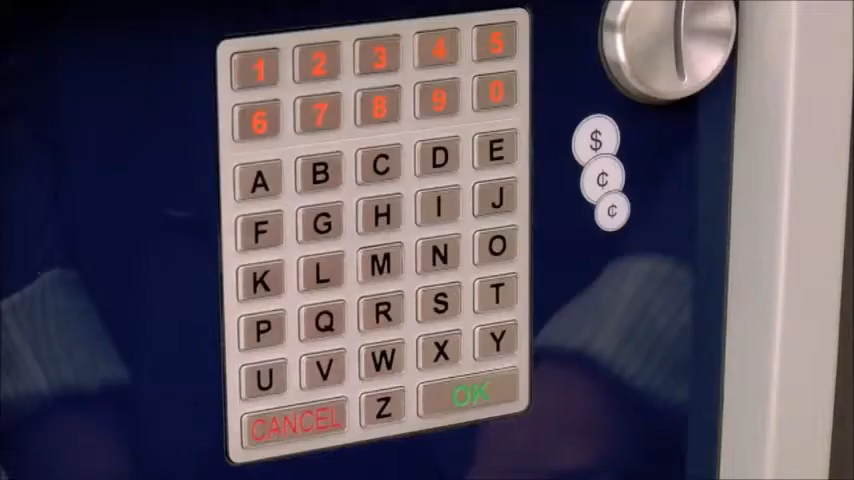 1 2 3 4 5
6 7 8 9 0
A B C D E
F G H I J
K L M N O
P Q R S T
U V W X Y
CANCEL Z OK
$
¢
¢